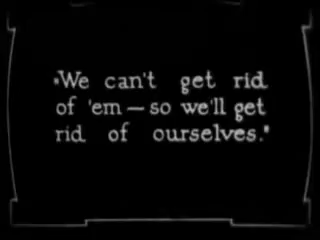 "We can't get rid
of 'em — so we'll get
rid of ourselves."